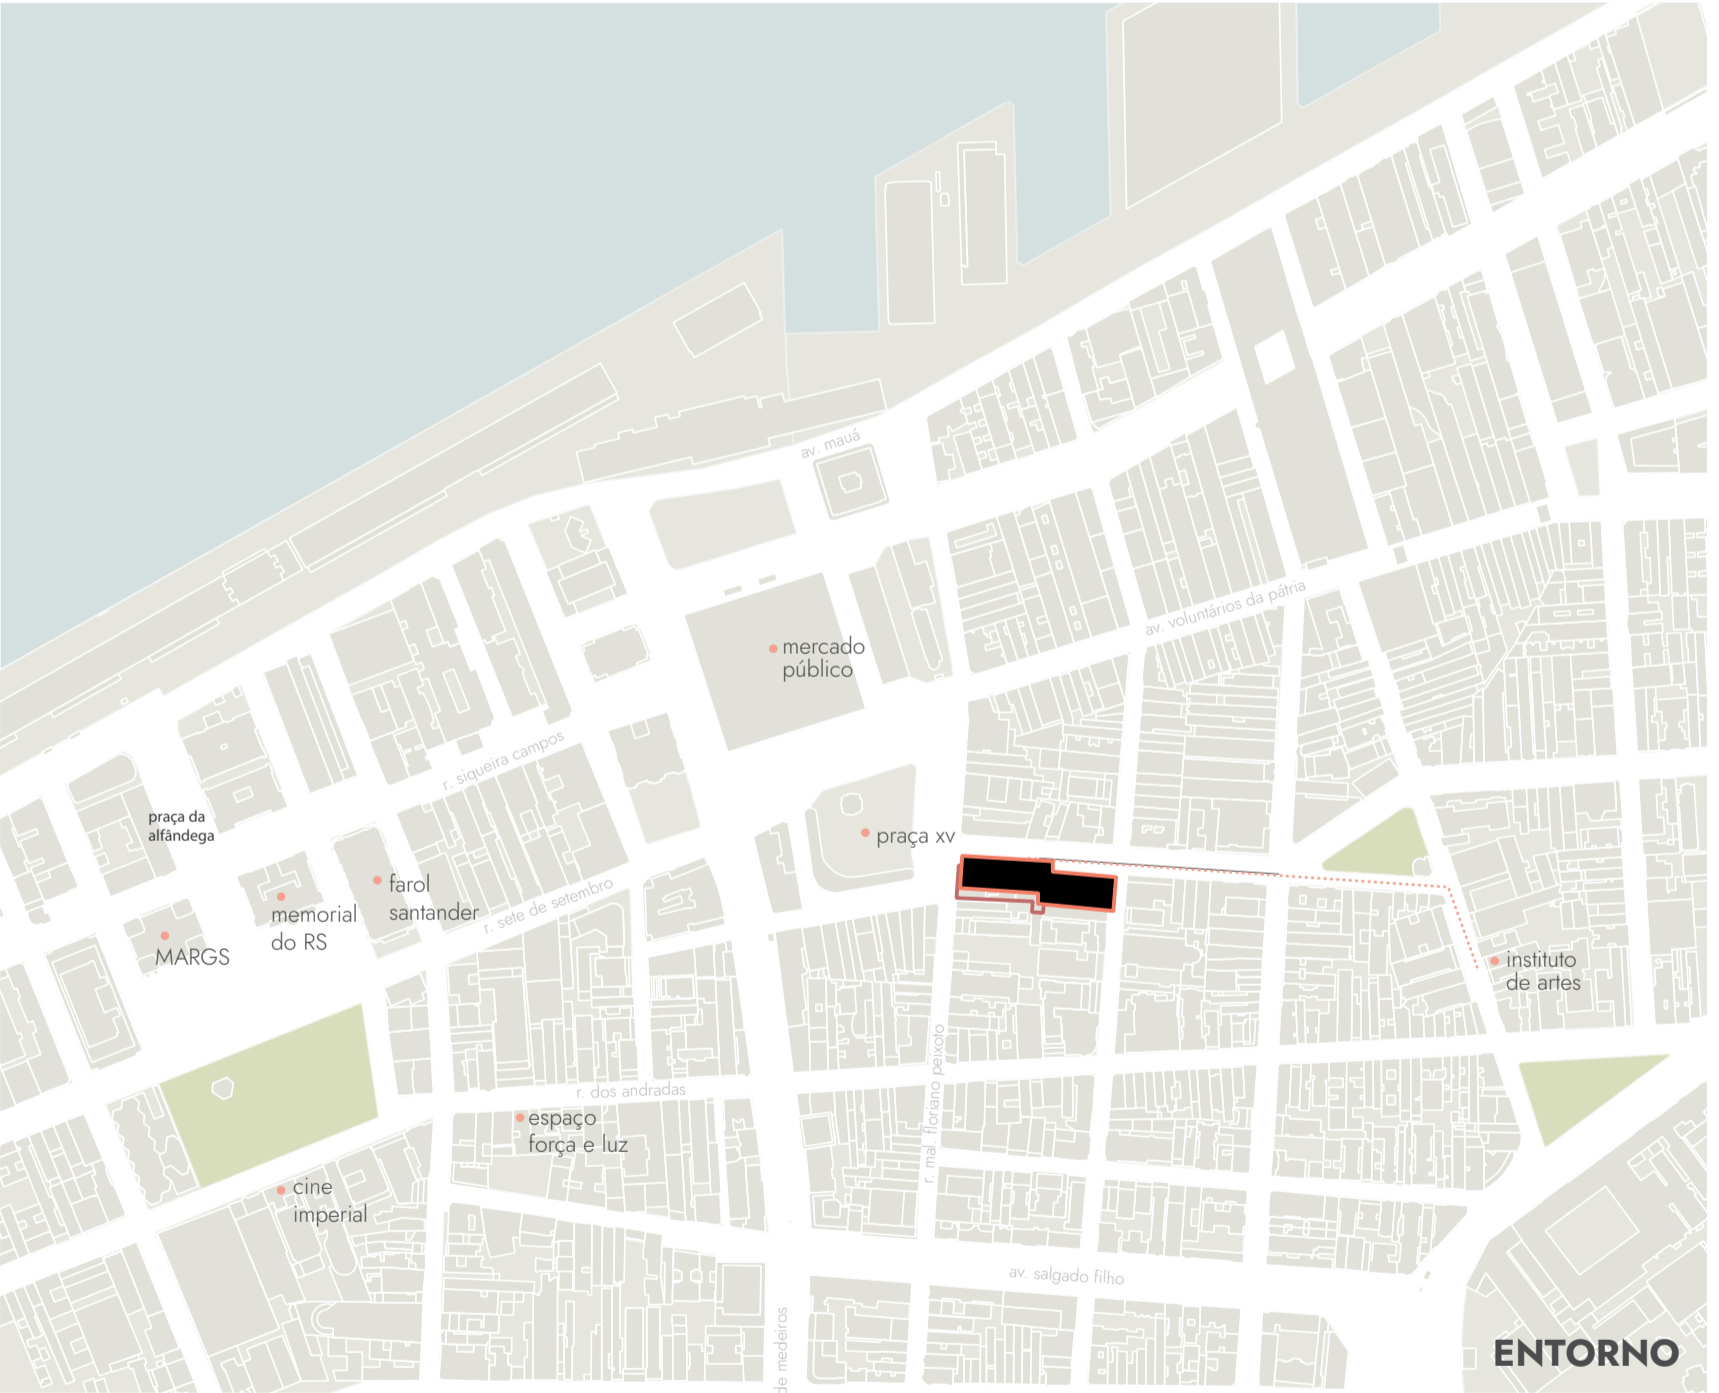 av. mauá
av. voluntários da pátria
mercado
público
r. siqueira campos
praça da
alfândega
praça xv
farol
santander
memorial
do RS
r. sete de setembro
MARGS
instituto
de artes
r. mal. floriano peixoto
r. dos andradas
espaço
força e luz
cine
imperial
av. salgado filho
de medeiros
ENTORNO